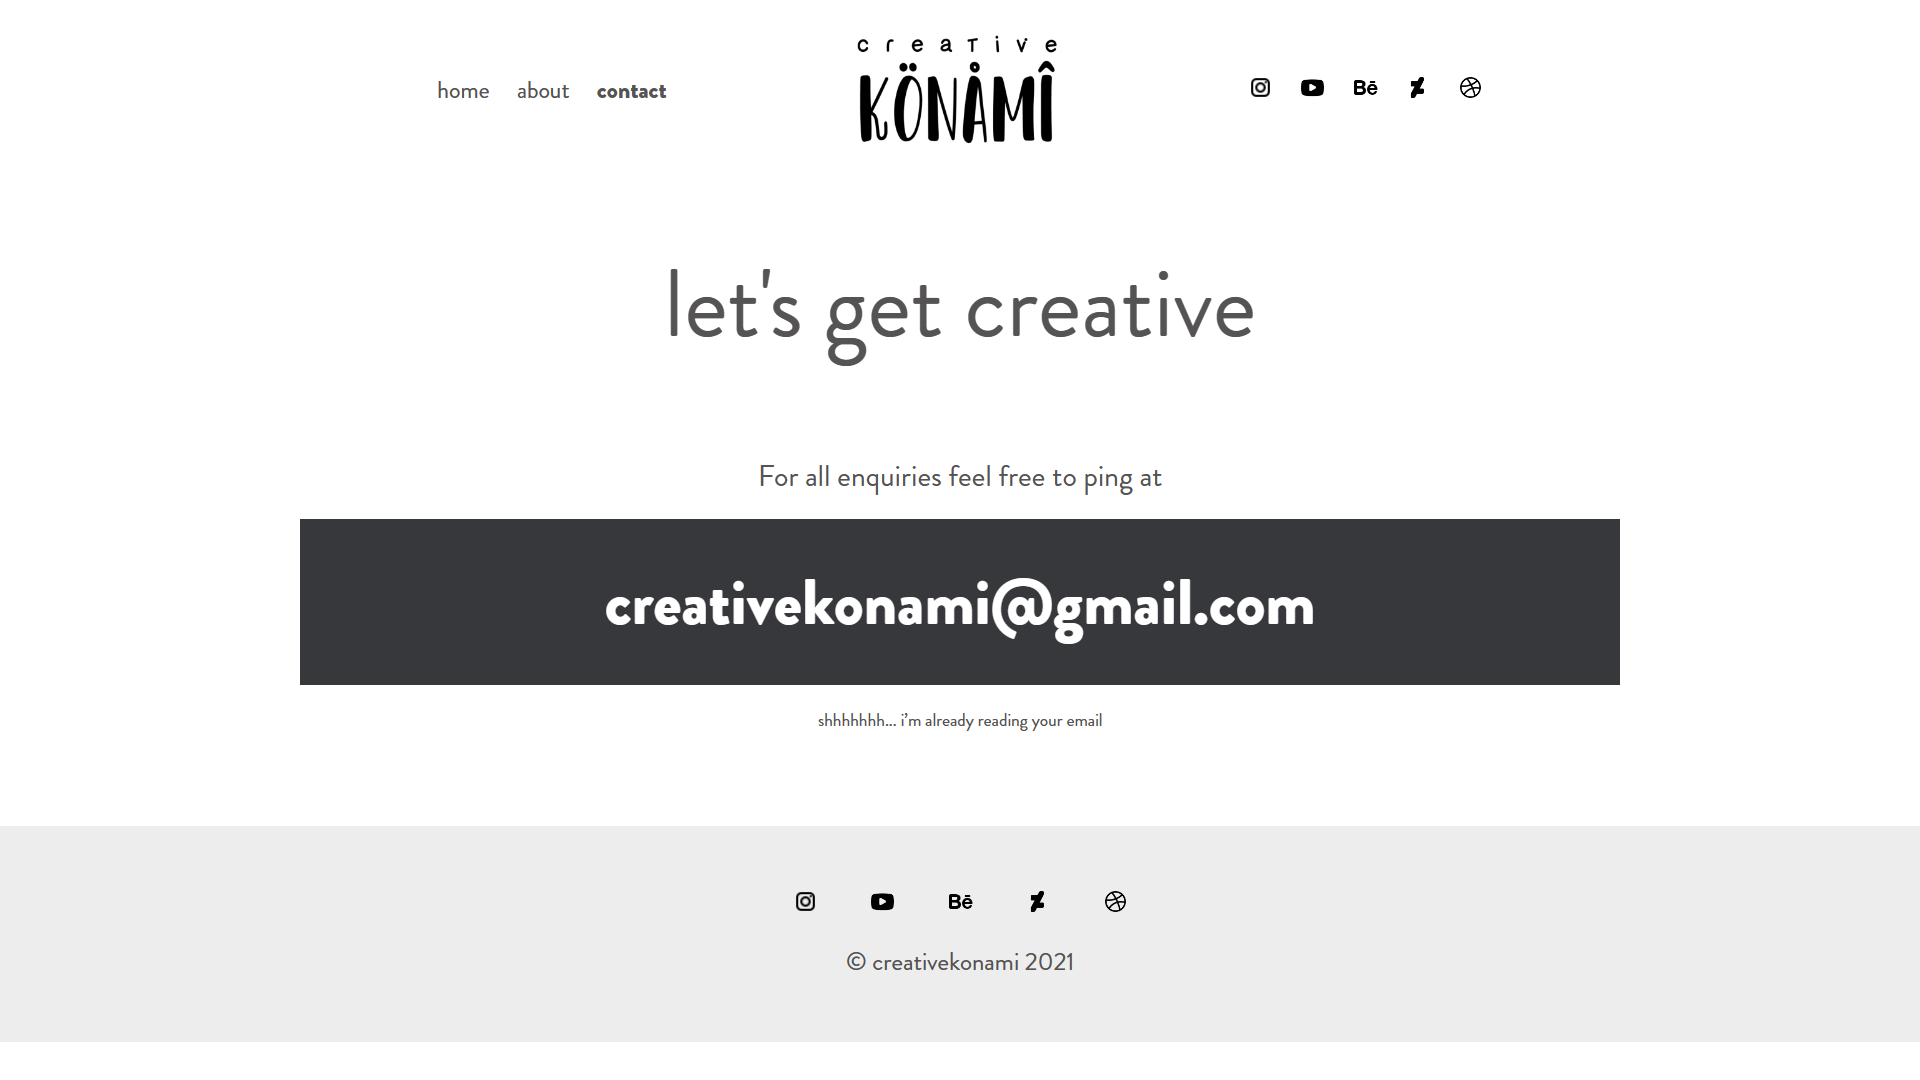 home about contact
creative
KÖNÅMÎ
Bē
let's get creative
For all enquiries feel free to ping at
creativekonami@gmail.com
shhhhhhh... i’m already reading your email
Bē
© creativekonami 2021